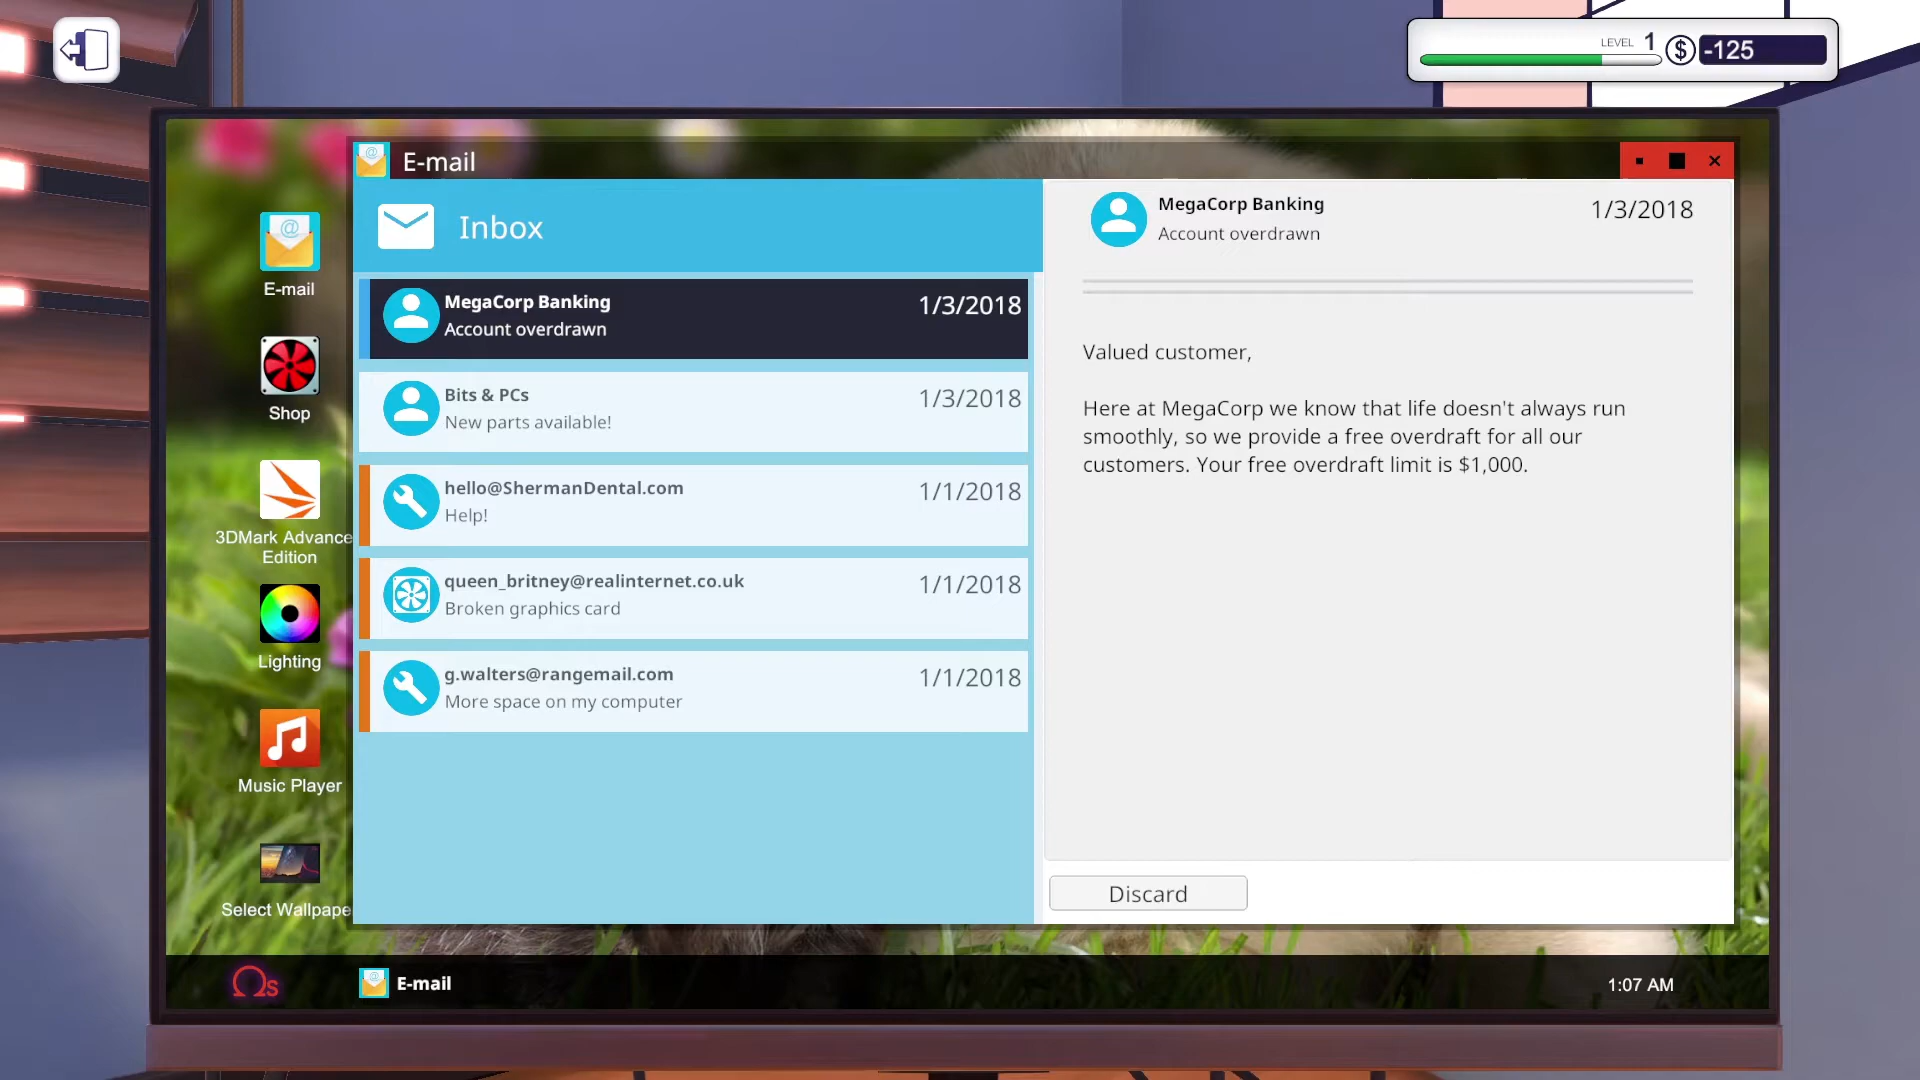 LEVEL 1
$ -125
E-mail
Inbox
MegaCorp Banking
1/3/2018
Account overdrawn
Bits & PCs
1/3/2018
New parts available!
hello@ShermanDental.com
1/1/2018
Help!
queen_britney@realinternet.co.uk
1/1/2018
Broken graphics card
g.walters@rangemail.com
1/1/2018
More space on my computer
MegaCorp Banking
1/3/2018
Account overdrawn
Valued customer,
Here at MegaCorp we know that life doesn't always run
smoothly, so we provide a free overdraft for all our
customers. Your free overdraft limit is $1,000.
Discard
E-mail
Shop
3DMark Advance
Edition
Lighting
Music Player
Select Wallpape
Ωs
E-mail
1:07 AM